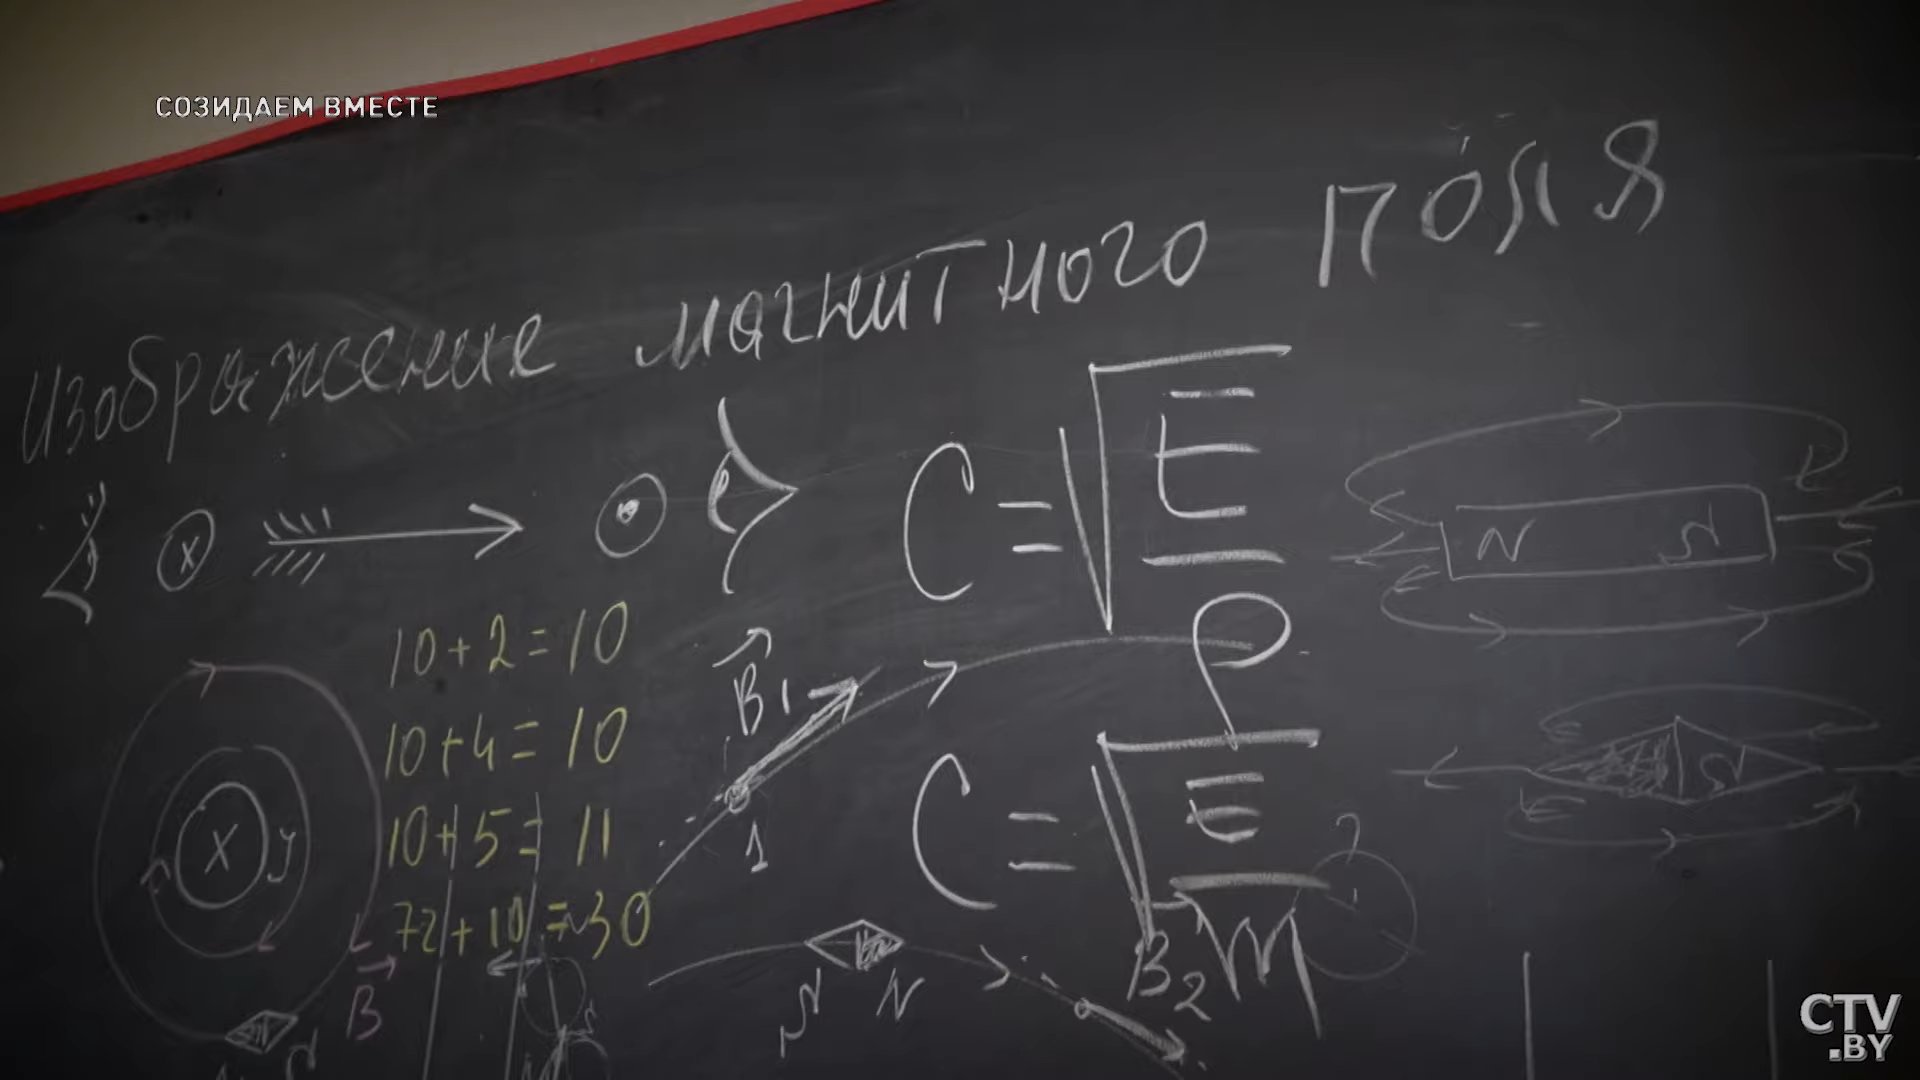 СОЗИДАЕМ ВМЕСТЕ
Изображение магнитного поля
N S
10+2=10
10+4=10
10+5=11
72+10=30
C=√E
ρ
C=√E
m
B1
1
X
B
S N
B2
S
CTV
.BY